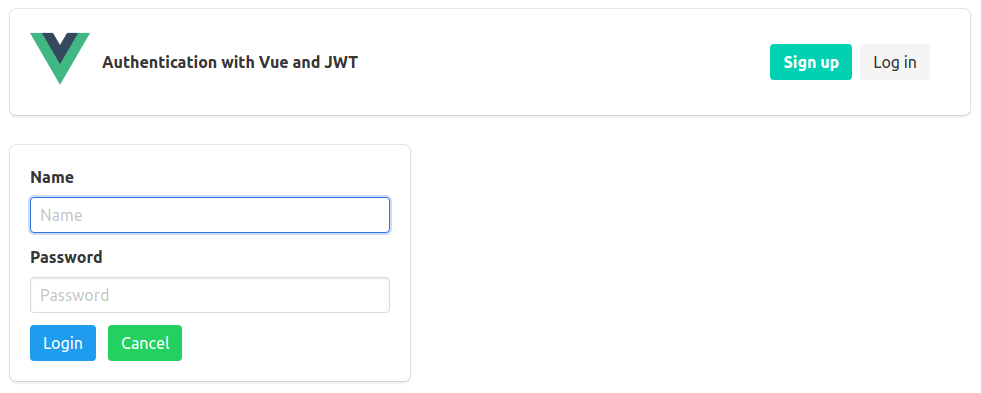 Authentication with Vue and JWT
Sign up
Log in
Name
Name
Password
Password
Login
Cancel